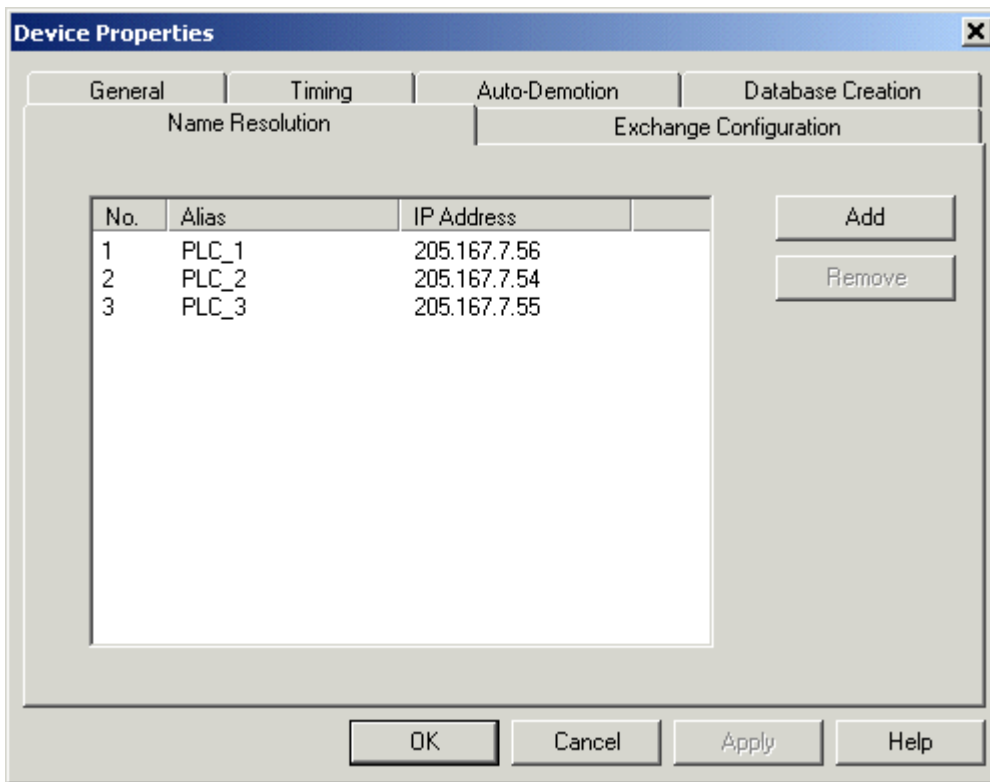 Device Properties
General Timing Auto-Demotion Database Creation
Name Resolution Exchange Configuration
No. Alias IP Address
1 PLC_1 205.167.7.56
2 PLC_2 205.167.7.54
3 PLC_3 205.167.7.55
Add
Remove
OK Cancel Apply Help